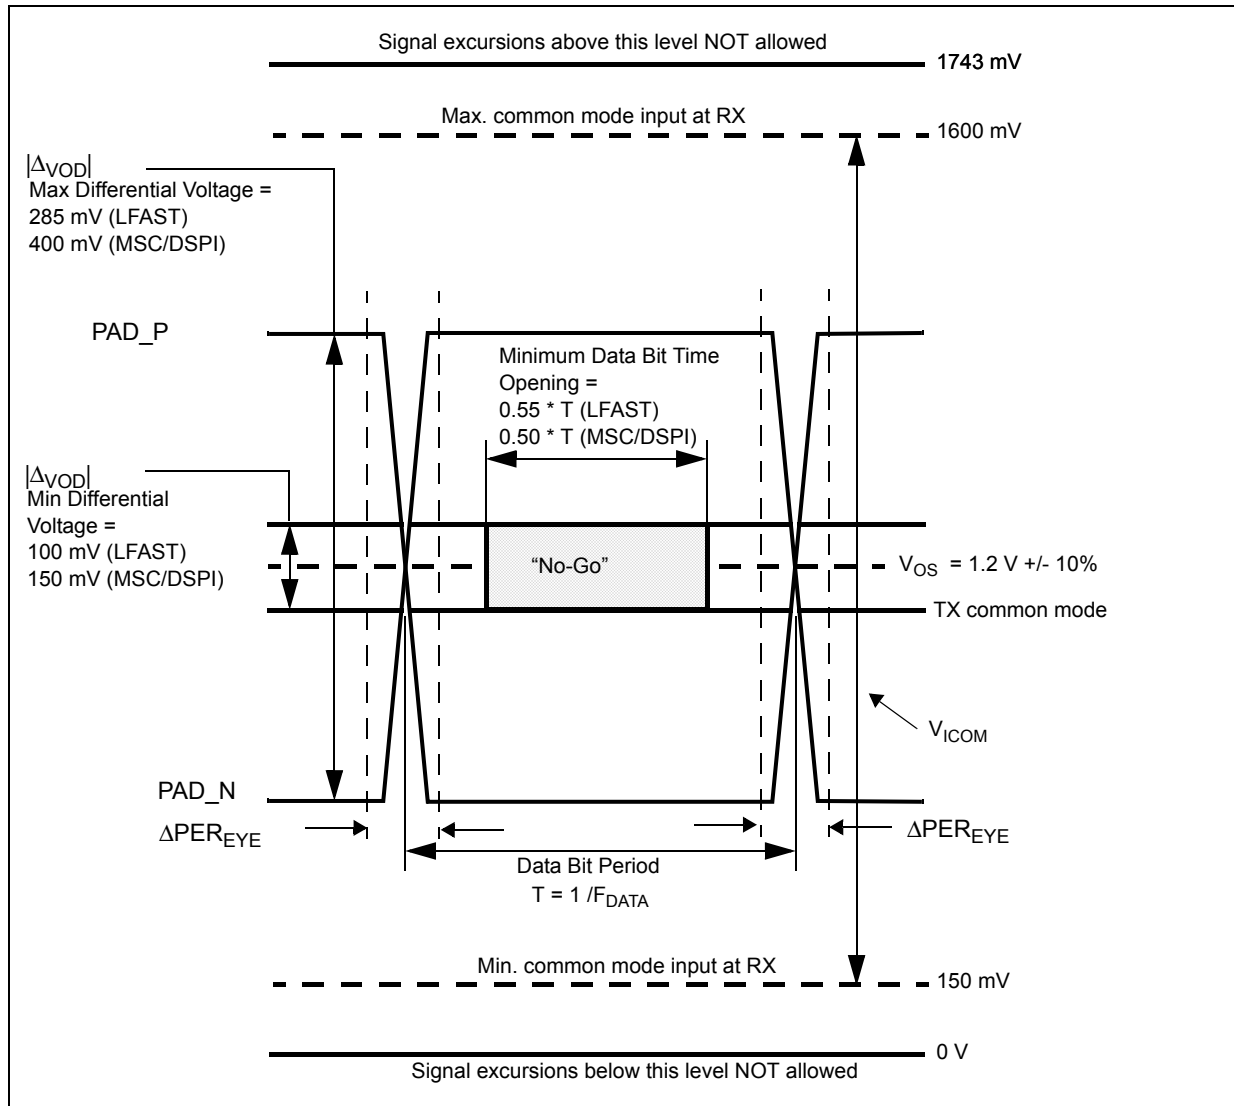 Signal excursions above this level NOT allowed
1743 mV
Max. common mode input at RX
1600 mV
|ΔVOD|
Max Differential Voltage =
285 mV (LFAST)
400 mV (MSC/DSPI)
PAD_P
Minimum Data Bit Time
Opening =
0.55 * T (LFAST)
0.50 * T (MSC/DSPI)
|ΔVOD|
Min Differential
Voltage =
100 mV (LFAST)
150 mV (MSC/DSPI)
“No-Go”
VOS = 1.2 V +/- 10%
TX common mode
VICOM
PAD_N
ΔPEREYE
ΔPEREYE
Data Bit Period
T = 1 /FDATA
Min. common mode input at RX
150 mV
0 V
Signal excursions below this level NOT allowed